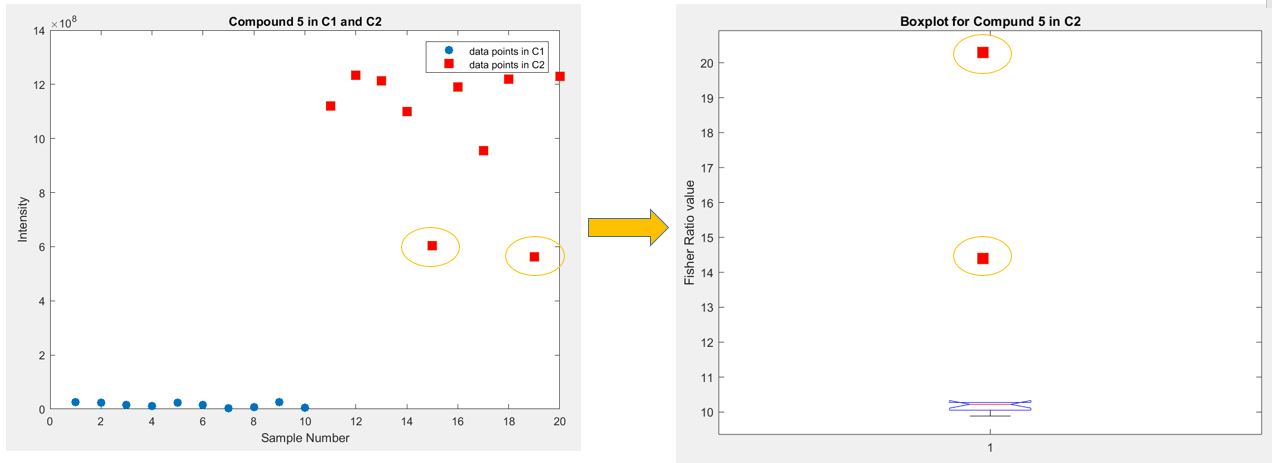 Compound 5 in C1 and C2
×10⁸
14
12
10
8
6
4
2
0
Intensity
data points in C1
data points in C2
0 2 4 6 8 10 12 14 16 18 20
Sample Number
Boxplot for Compund 5 in C2
20
19
18
17
16
15
14
13
12
11
10
Fisher Ratio value
1